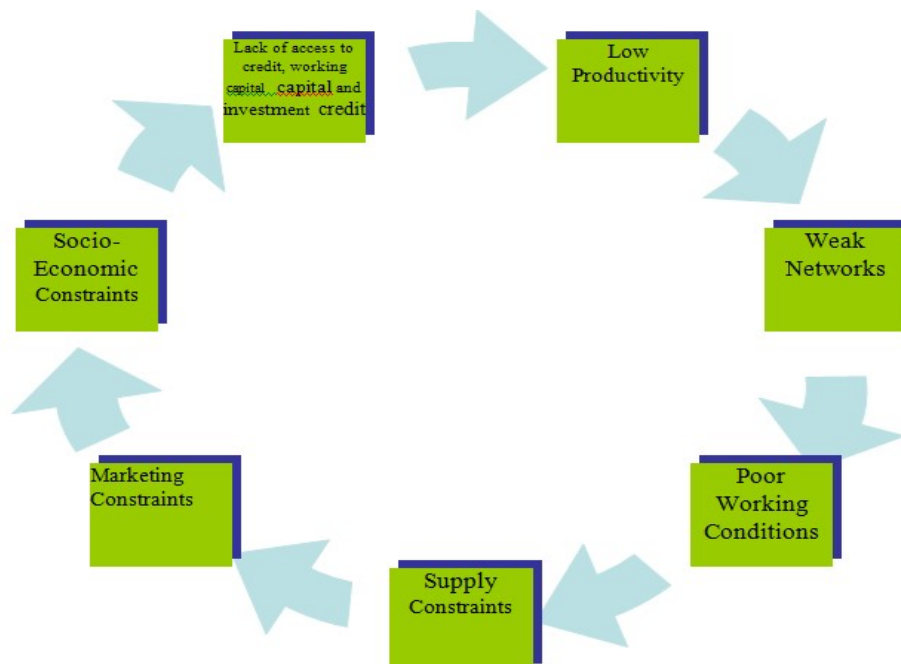 Lack of access to
credit, working
capital capital and
investment credit
Low
Productivity
Weak
Networks
Poor
Working
Conditions
Supply
Constraints
Marketing
Constraints
Socio-
Economic
Constraints